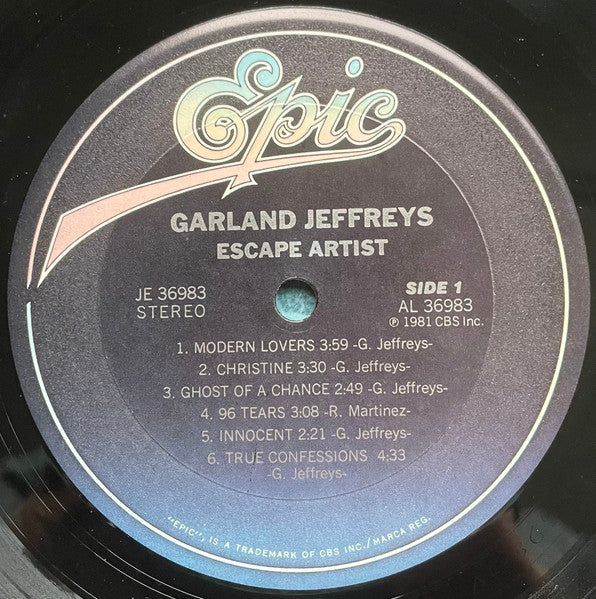 Epic
GARLAND JEFFREYS
ESCAPE ARTIST
JE 36983
STEREO
SIDE 1
AL 36983
℗ 1981 CBS Inc.
1. MODERN LOVERS 3:59 -G. Jeffreys-
2. CHRISTINE 3:30 -G. Jeffreys-
3. GHOST OF A CHANCE 2:49 -G. Jeffreys-
4. 96 TEARS 3:08 -R. Martinez-
5. INNOCENT 2:21 -G. Jeffreys-
6. TRUE CONFESSIONS 4:33
-G. Jeffreys-
"EPIC", IS A TRADEMARK OF CBS INC./MARCA REG.